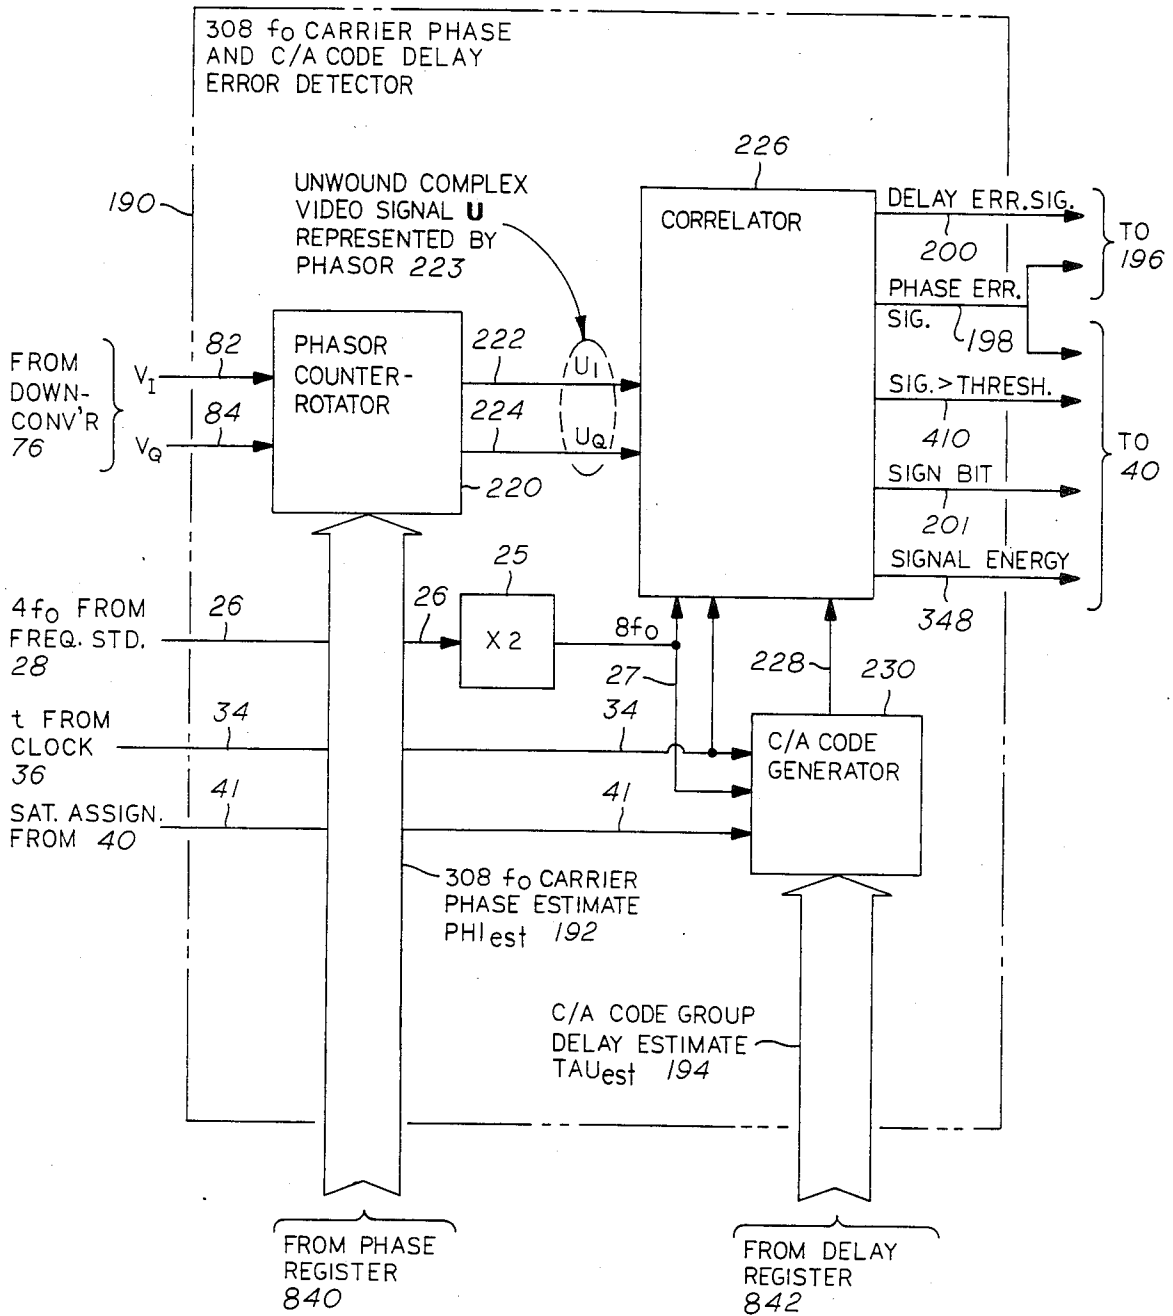 308 fo CARRIER PHASE
AND C/A CODE DELAY
ERROR DETECTOR
190
UNWOUND COMPLEX
VIDEO SIGNAL U
REPRESENTED BY
PHASOR 223
226
CORRELATOR
DELAY ERR.SIG.
200
PHASE ERR.
SIG.
198
TO
196
SIG.>THRESH.
410
SIGN BIT
201
SIGNAL ENERGY
348
TO
40
FROM
DOWN-
CONV'R
76
VI
82
VQ
84
PHASOR
COUNTER-
ROTATOR
220
222
UI
224
UQ
4fo FROM
FREQ. STD.
28
26
26
25
X2
8fo
27
228
230
t FROM
CLOCK
36
34
34
C/A CODE
GENERATOR
SAT. ASSIGN.
FROM 40
41
41
308 fo CARRIER
PHASE ESTIMATE
PHIest 192
C/A CODE GROUP
DELAY ESTIMATE
TAUest 194
FROM PHASE
REGISTER
840
FROM DELAY
REGISTER
842